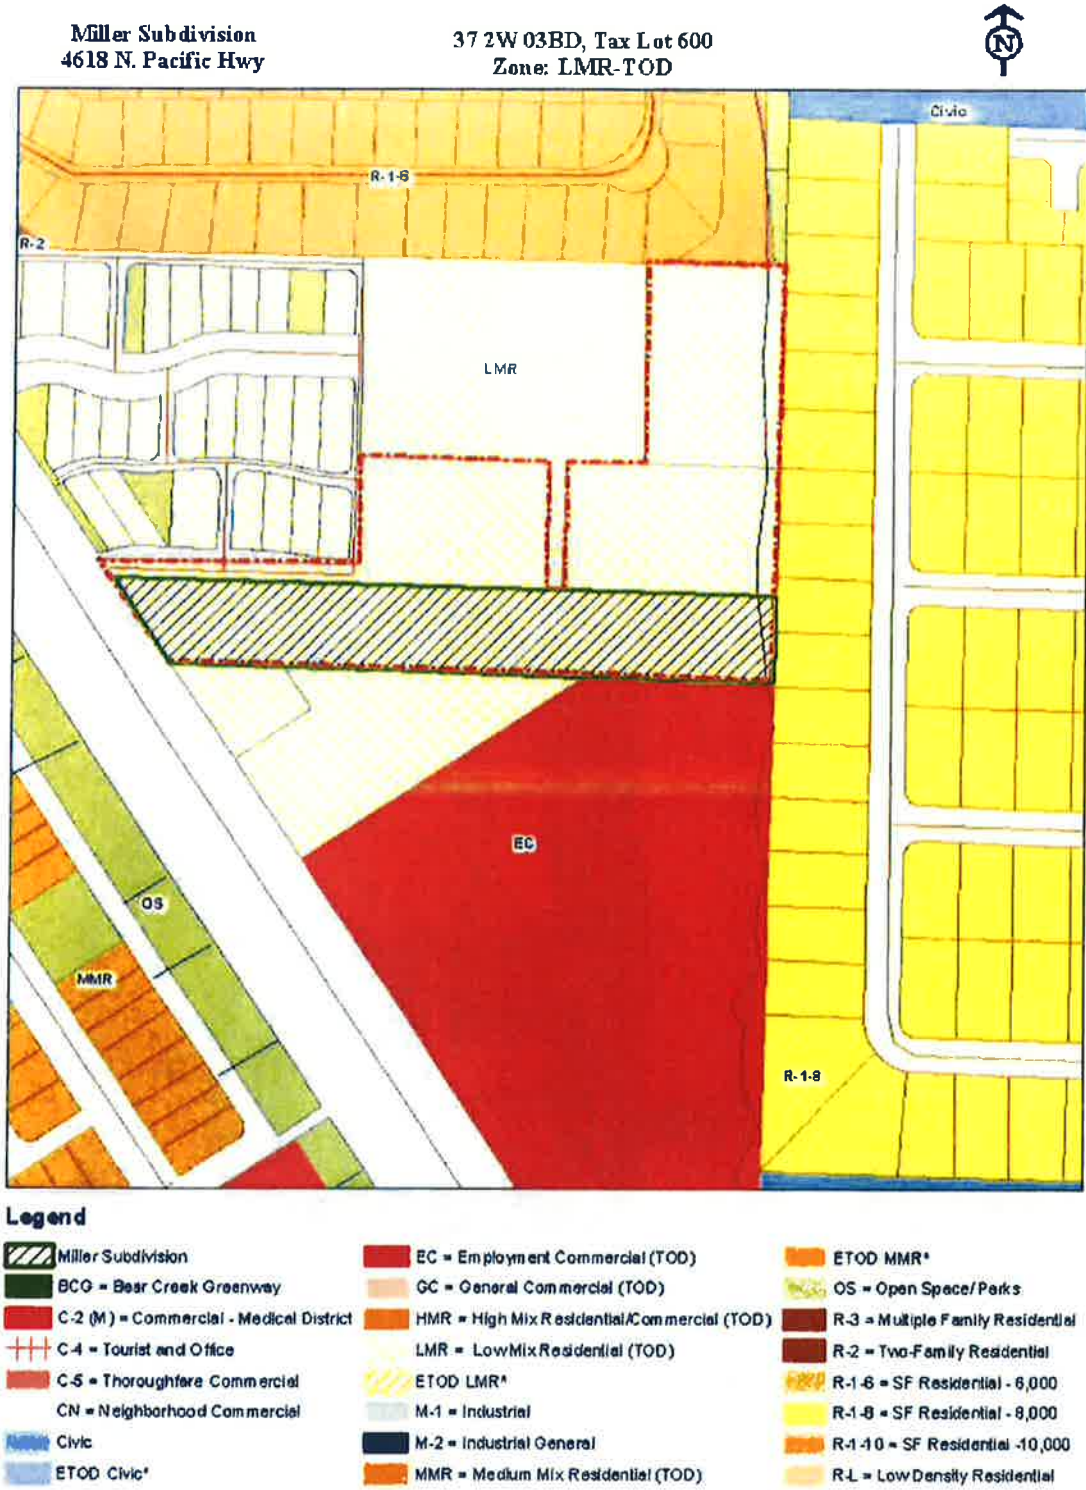 Miller Subdivision
4618 N. Pacific Hwy
37 2W 03BD, Tax Lot 600
Zone: LMR-TOD
N
Civic
R-1-6
R-2
LMR
EC
OS
MMR
R-1-8
Legend
Miller Subdivision
BCG = Bear Creek Greenway
C-2 (M) = Commercial - Medical District
C-4 = Tourist and Office
C-5 = Thoroughfare Commercial
CN = Neighborhood Commercial
Civic
ETOD Civic*
EC = Employment Commercial (TOD)
GC = General Commercial (TOD)
HMR = High Mix Residential/Commercial (TOD)
LMR = Low Mix Residential (TOD)
ETOD LMR*
M-1 = Industrial
M-2 = Industrial General
MMR = Medium Mix Residential (TOD)
ETOD MMR*
OS = Open Space/Parks
R-3 = Multiple Family Residential
R-2 = Two-Family Residential
R-1-6 = SF Residential - 6,000
R-1-8 = SF Residential - 8,000
R-1-10 = SF Residential -10,000
R-L = Low Density Residential